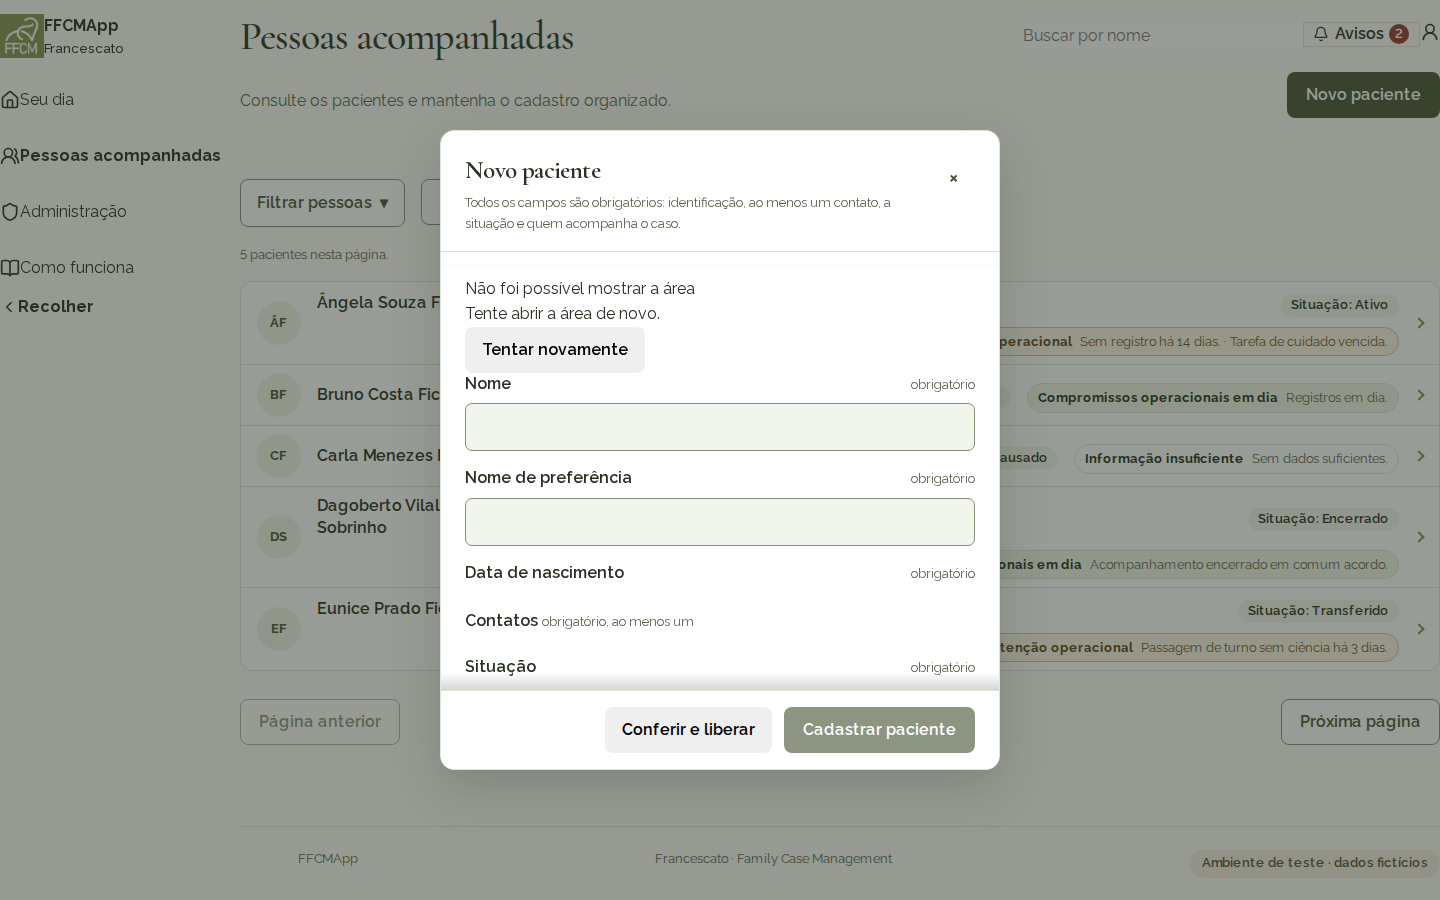 FFCM
FFCMApp
Francescato
Seu dia
Pessoas acompanhadas
Administração
Como funciona
Recolher
Pessoas acompanhadas
Buscar por nome
Avisos 2
Consulte os pacientes e mantenha o cadastro organizado.
Novo paciente
Filtrar pessoas ▾
5 pacientes nesta página.
ÂF
Ângela Souza F
Situação: Ativo
peracional Sem registro há 14 dias. · Tarefa de cuidado vencida.
BF
Bruno Costa Fic
Compromissos operacionais em dia Registros em dia.
CF
Carla Menezes
ausado
Informação insuficiente Sem dados suficientes.
DS
Dagoberto Vilal
Sobrinho
Situação: Encerrado
onais em dia Acompanhamento encerrado em comum acordo.
EF
Eunice Prado Fi
Situação: Transferido
tenção operacional Passagem de turno sem ciência há 3 dias.
Página anterior
Próxima página
Novo paciente
×
Todos os campos são obrigatórios: identificação, ao menos um contato, a
situação e quem acompanha o caso.
Não foi possível mostrar a área
Tente abrir a área de novo.
Tentar novamente
Nome obrigatório
Nome de preferência obrigatório
Data de nascimento obrigatório
Contatos obrigatório, ao menos um
Situação obrigatório
Conferir e liberar
Cadastrar paciente
FFCMApp
Francescato · Family Case Management
Ambiente de teste · dados fictícios